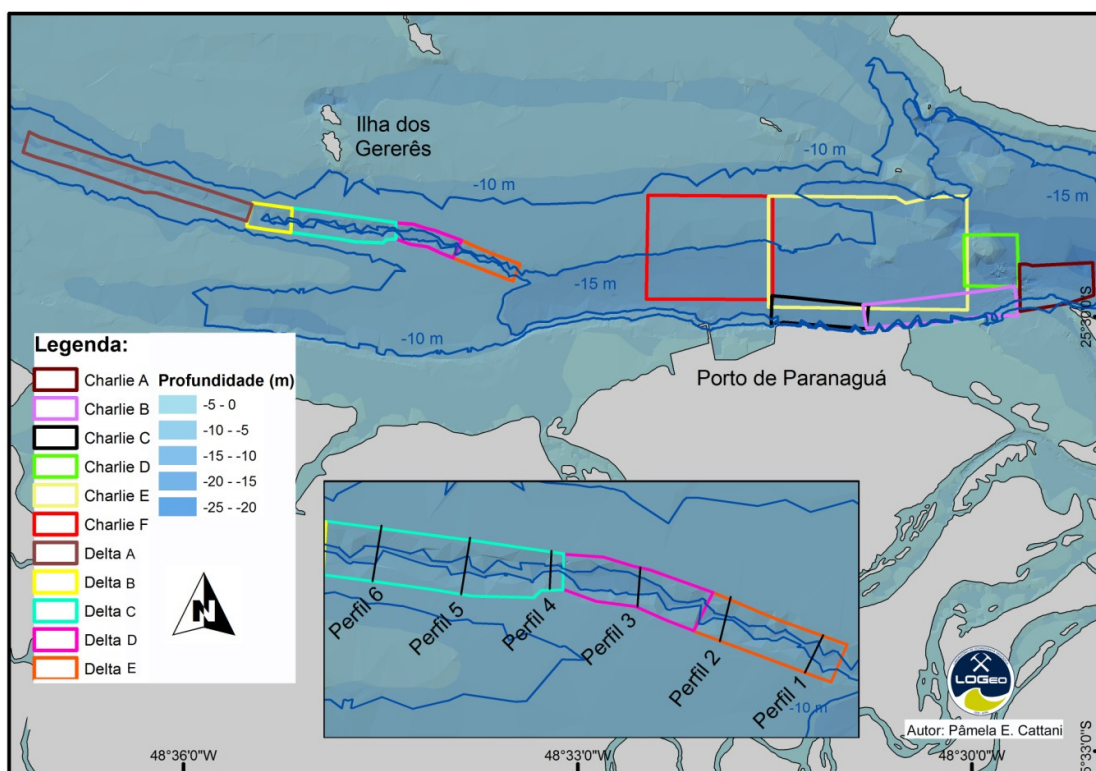 Ilha dos
Gererês
-10 m
-10 m
-15 m
-15 m
-10 m
25°30'0"S
Porto de Paranaguá
Legenda:
Charlie A
Charlie B
Charlie C
Charlie D
Charlie E
Charlie F
Delta A
Delta B
Delta C
Delta D
Delta E
Profundidade (m)
-5 - 0
-10 - -5
-15 - -10
-20 - -15
-25 - -20
N
Perfil 6
Perfil 5
Perfil 4
Perfil 3
Perfil 2
Perfil 1
-10 m
LOGEO
Autor: Pâmela E. Cattani
48°36'0"W
48°33'0"W
48°30'0"W